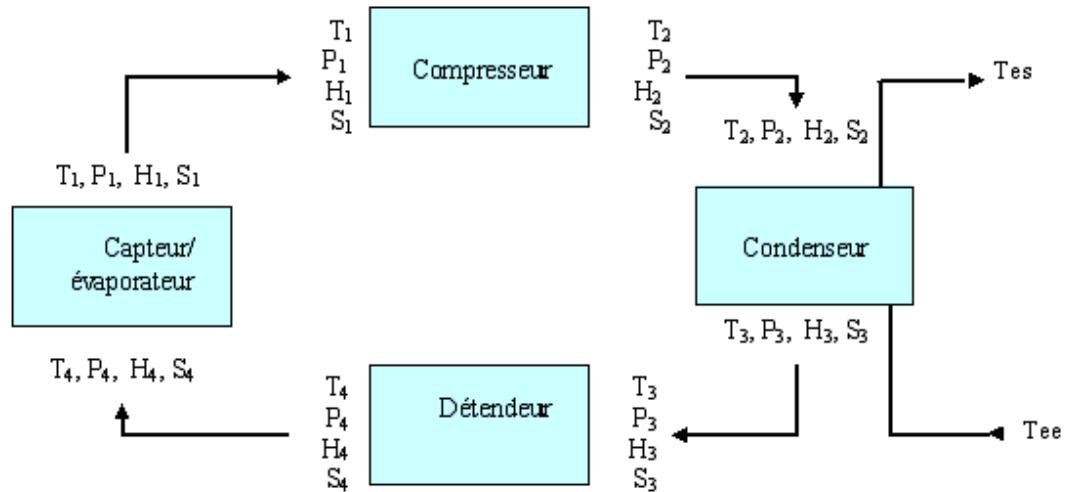 T₁
P₁
H₁
S₁
Compresseur
T₂
P₂
H₂
S₂
Tes
T₂, P₂, H₂, S₂
T₁, P₁, H₁, S₁
Capteur/
évaporateur
Condenseur
T₃, P₃, H₃, S₃
T₄, P₄, H₄, S₄
T₄
P₄
H₄
S₄
Détendeur
T₃
P₃
H₃
S₃
Tee